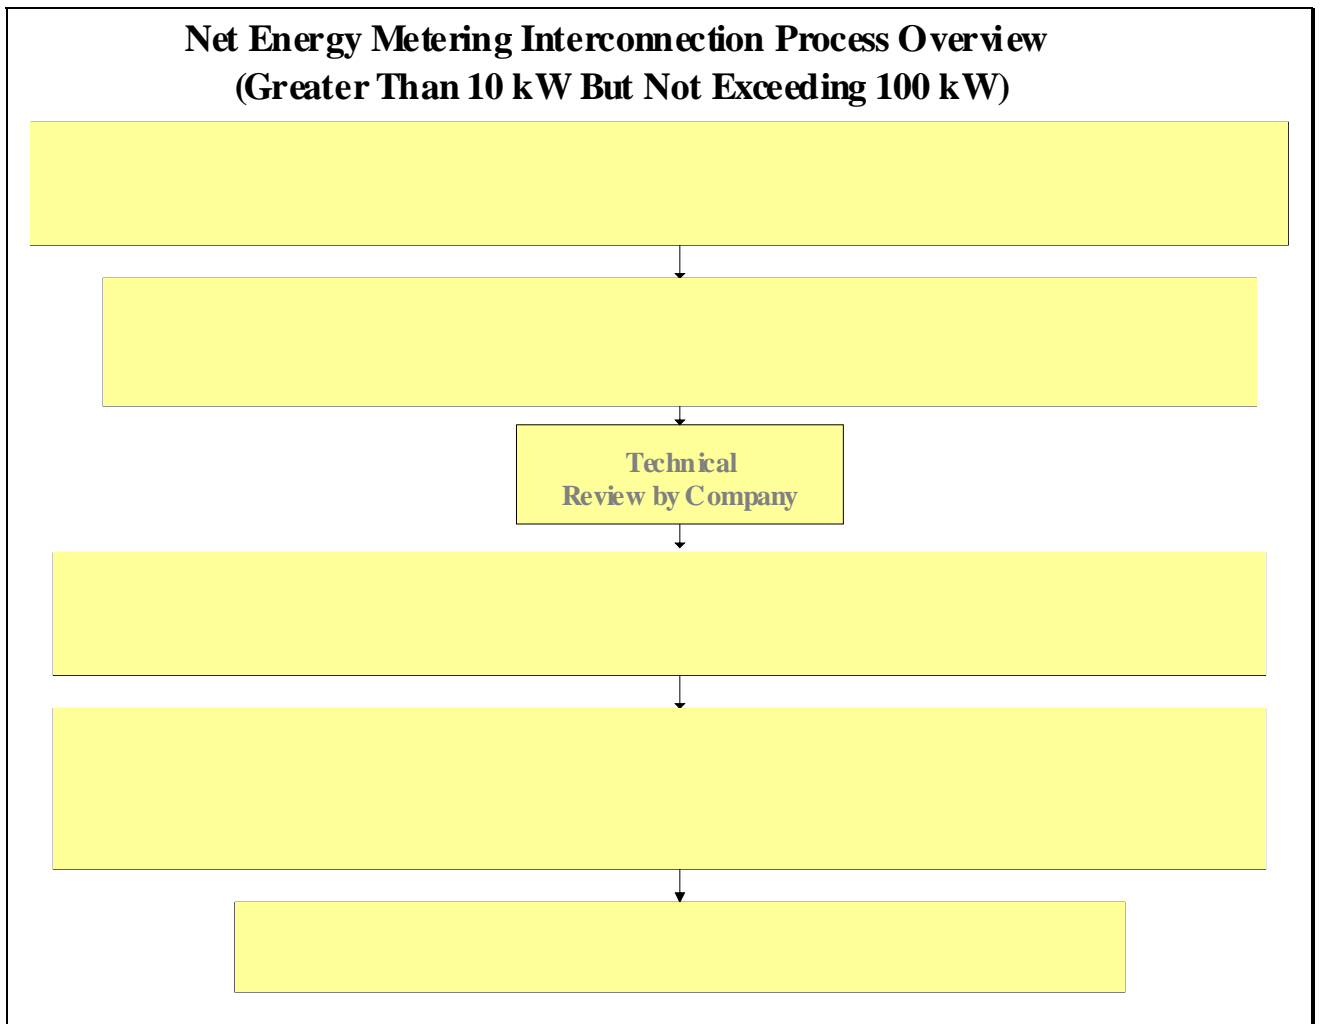 Net Energy Metering Interconnection Process Overview
(Greater Than 10 kW But Not Exceeding 100 kW)
Technical
Review by Company